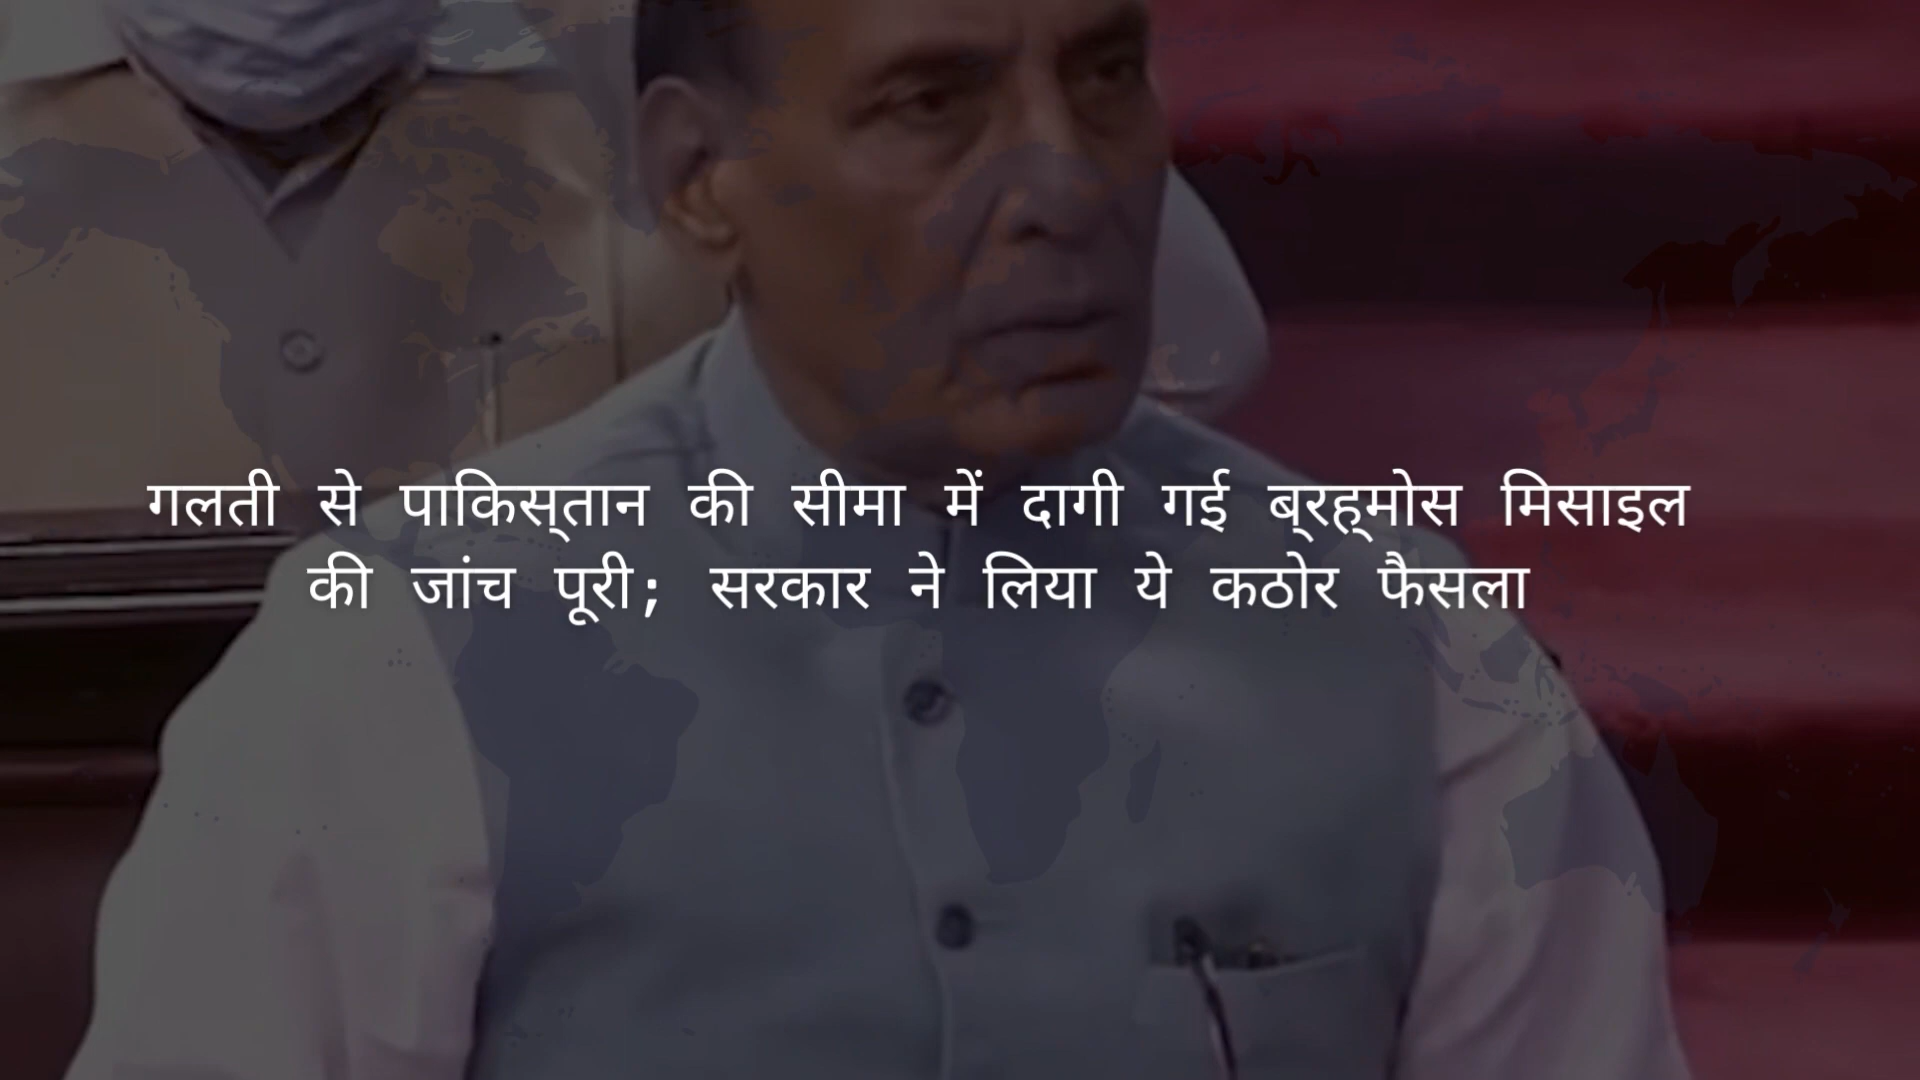 गलती से पाकिस्तान की सीमा में दागी गई ब्रह्मोस मिसाइल
की जांच पूरी; सरकार ने लिया ये कठोर फैसला